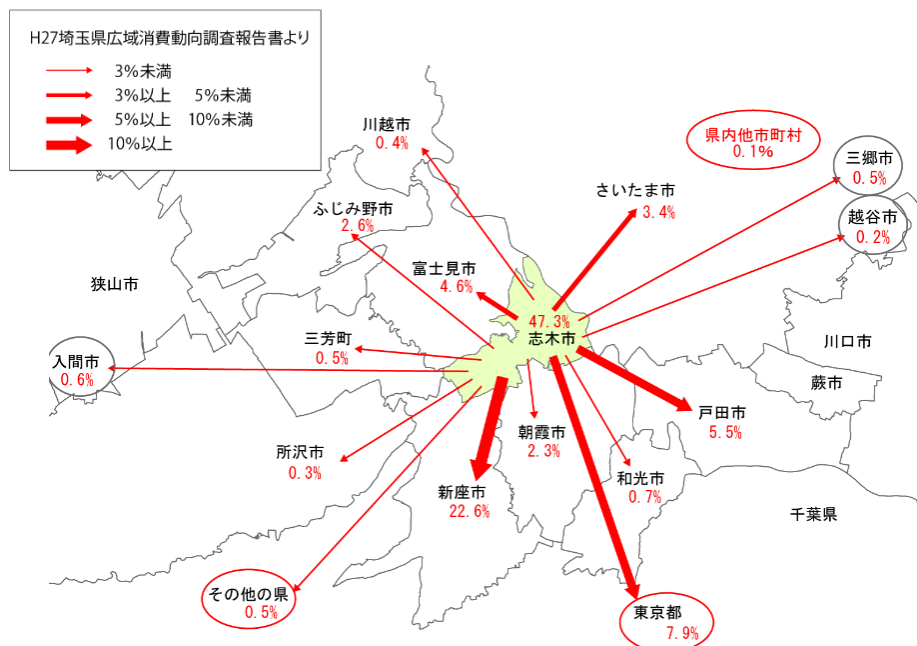 H27埼玉県広域消費動向調査報告書より
3％未満
3％以上　5％未満
5％以上　10％未満
10％以上
川越市
0.4%
県内他市町村
0.1%
三郷市
0.5%
さいたま市
3.4%
ふじみ野市
2.6%
越谷市
0.2%
富士見市
4.6%
狭山市
47.3%
志木市
三芳町
0.5%
川口市
入間市
0.6%
蕨市
戸田市
5.5%
朝霞市
2.3%
所沢市
0.3%
和光市
0.7%
新座市
22.6%
千葉県
その他の県
0.5%
東京都
7.9%